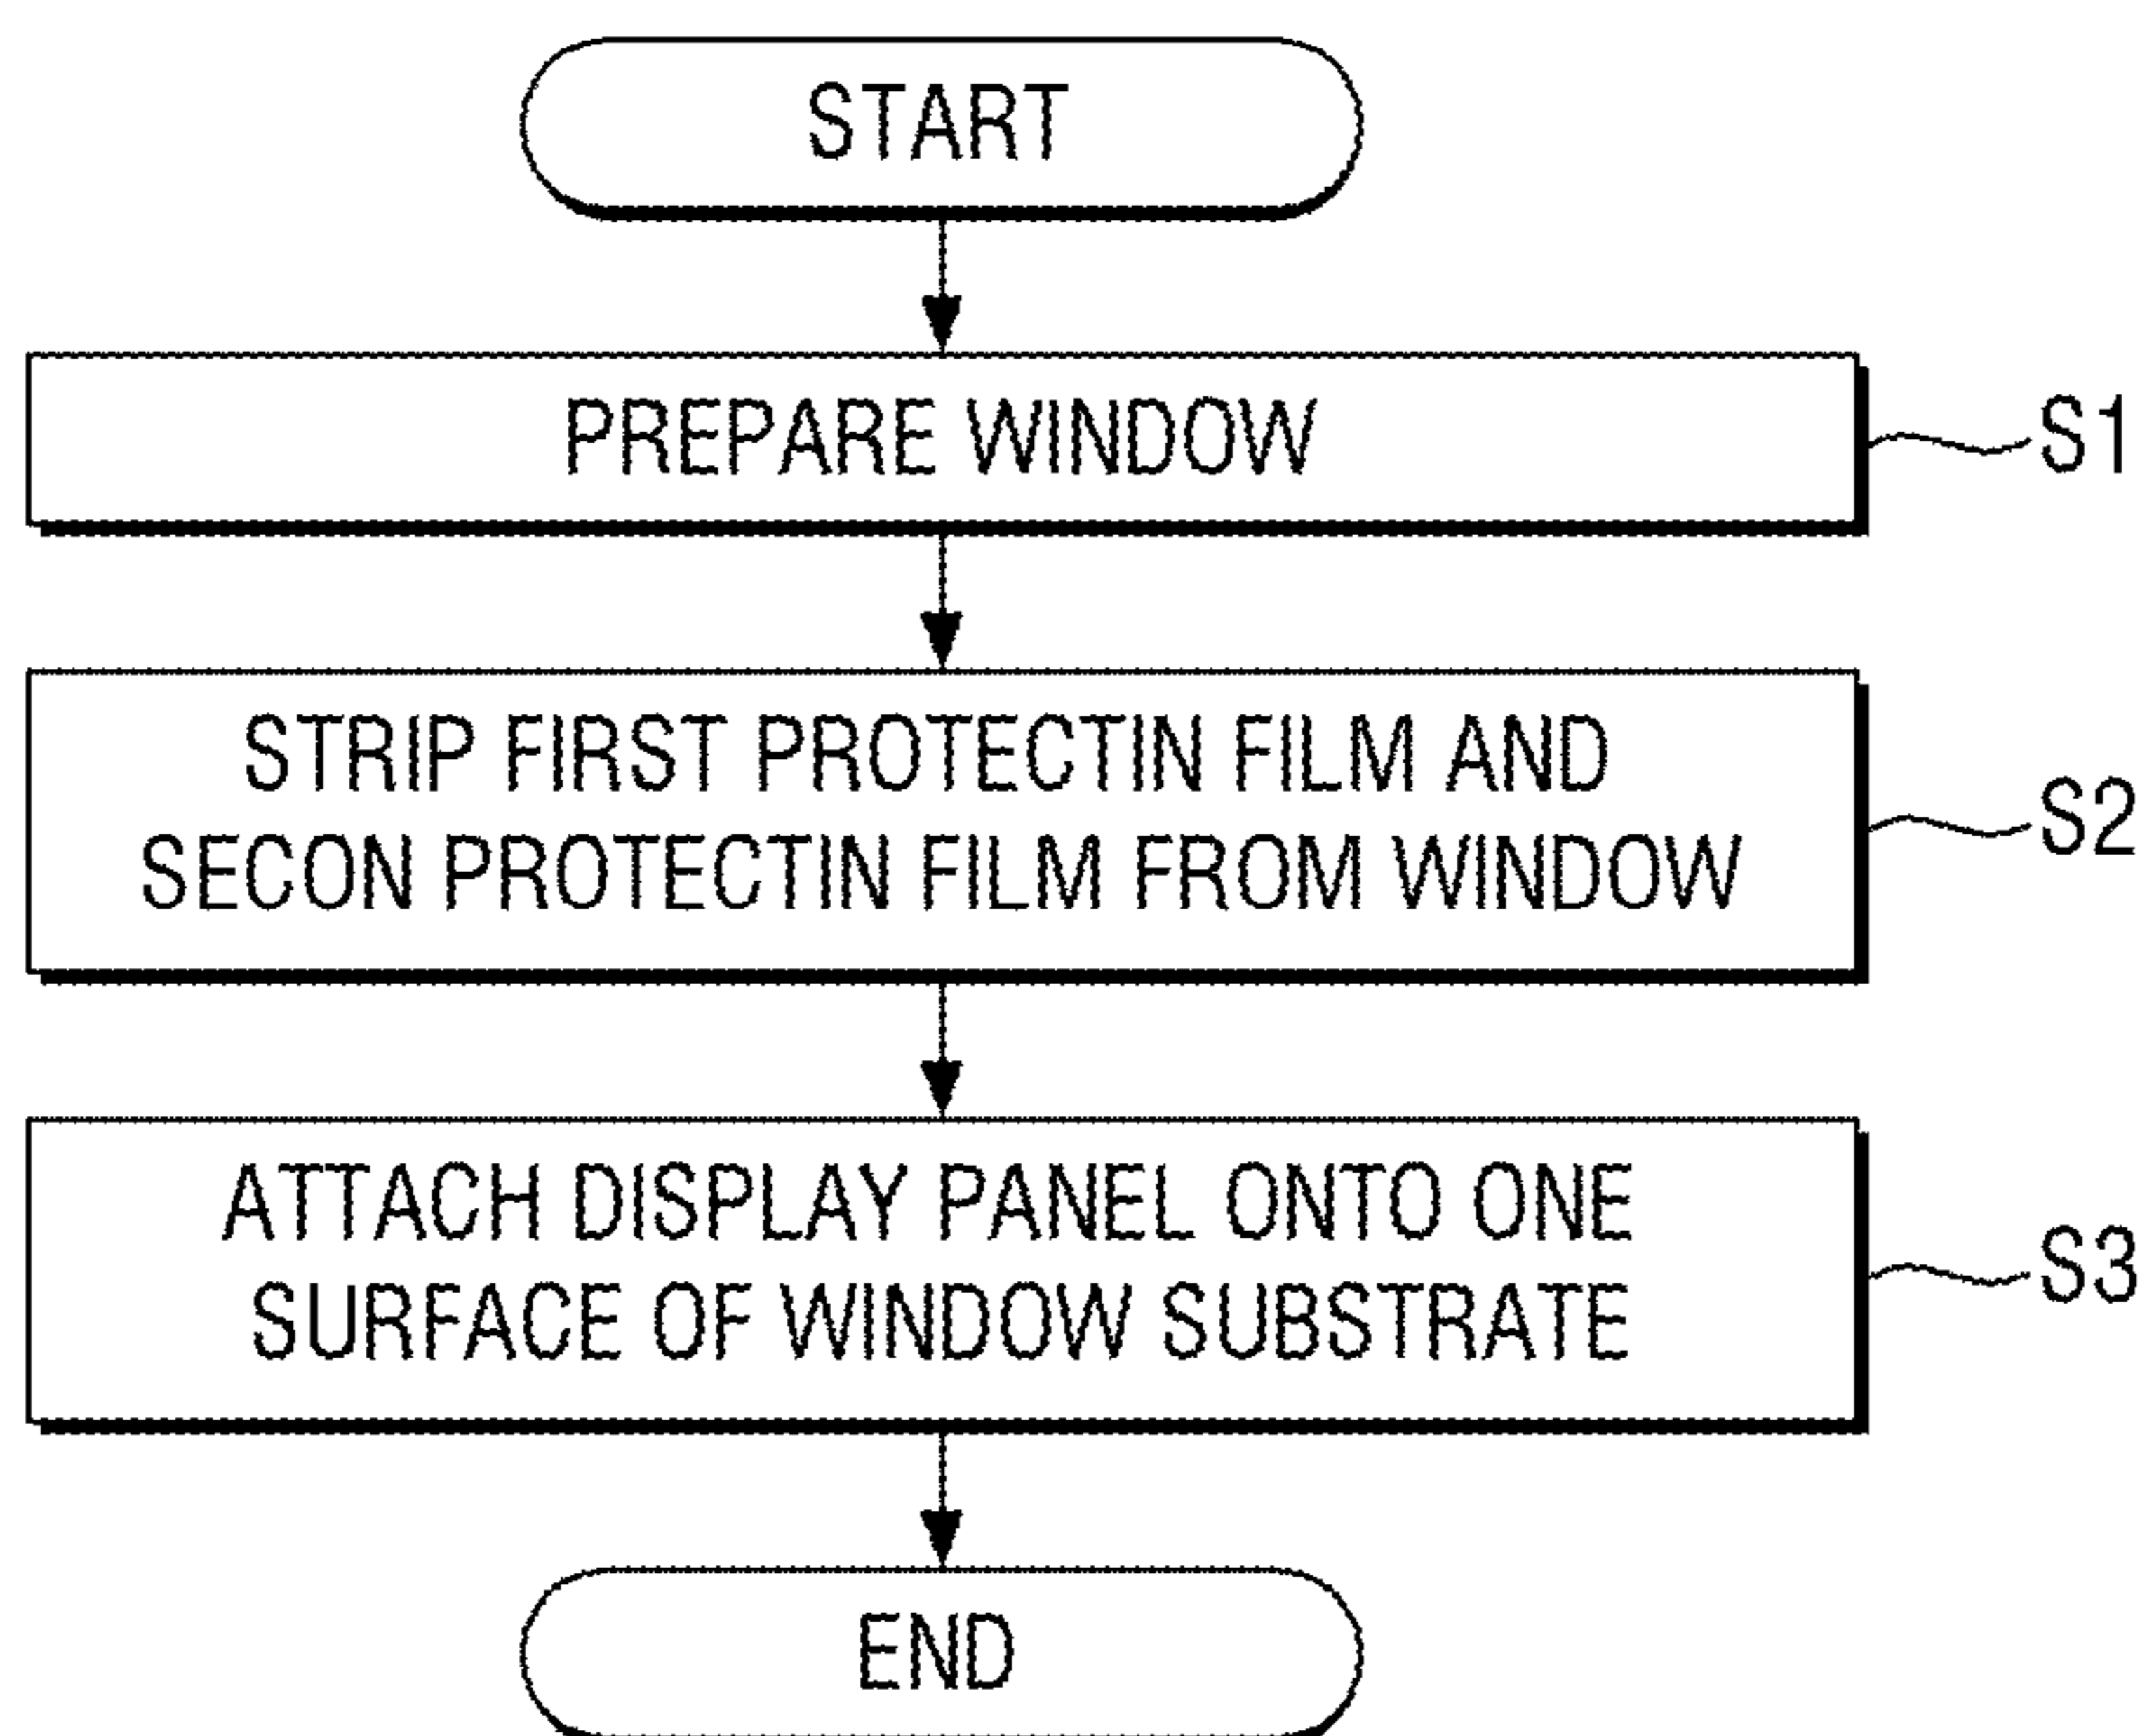 START
PREPARE WINDOW
S1
STRIP FIRST PROTECTIN FILM AND
SECON PROTECTIN FILM FROM WINDOW
S2
ATTACH DISPLAY PANEL ONTO ONE
SURFACE OF WINDOW SUBSTRATE
S3
END